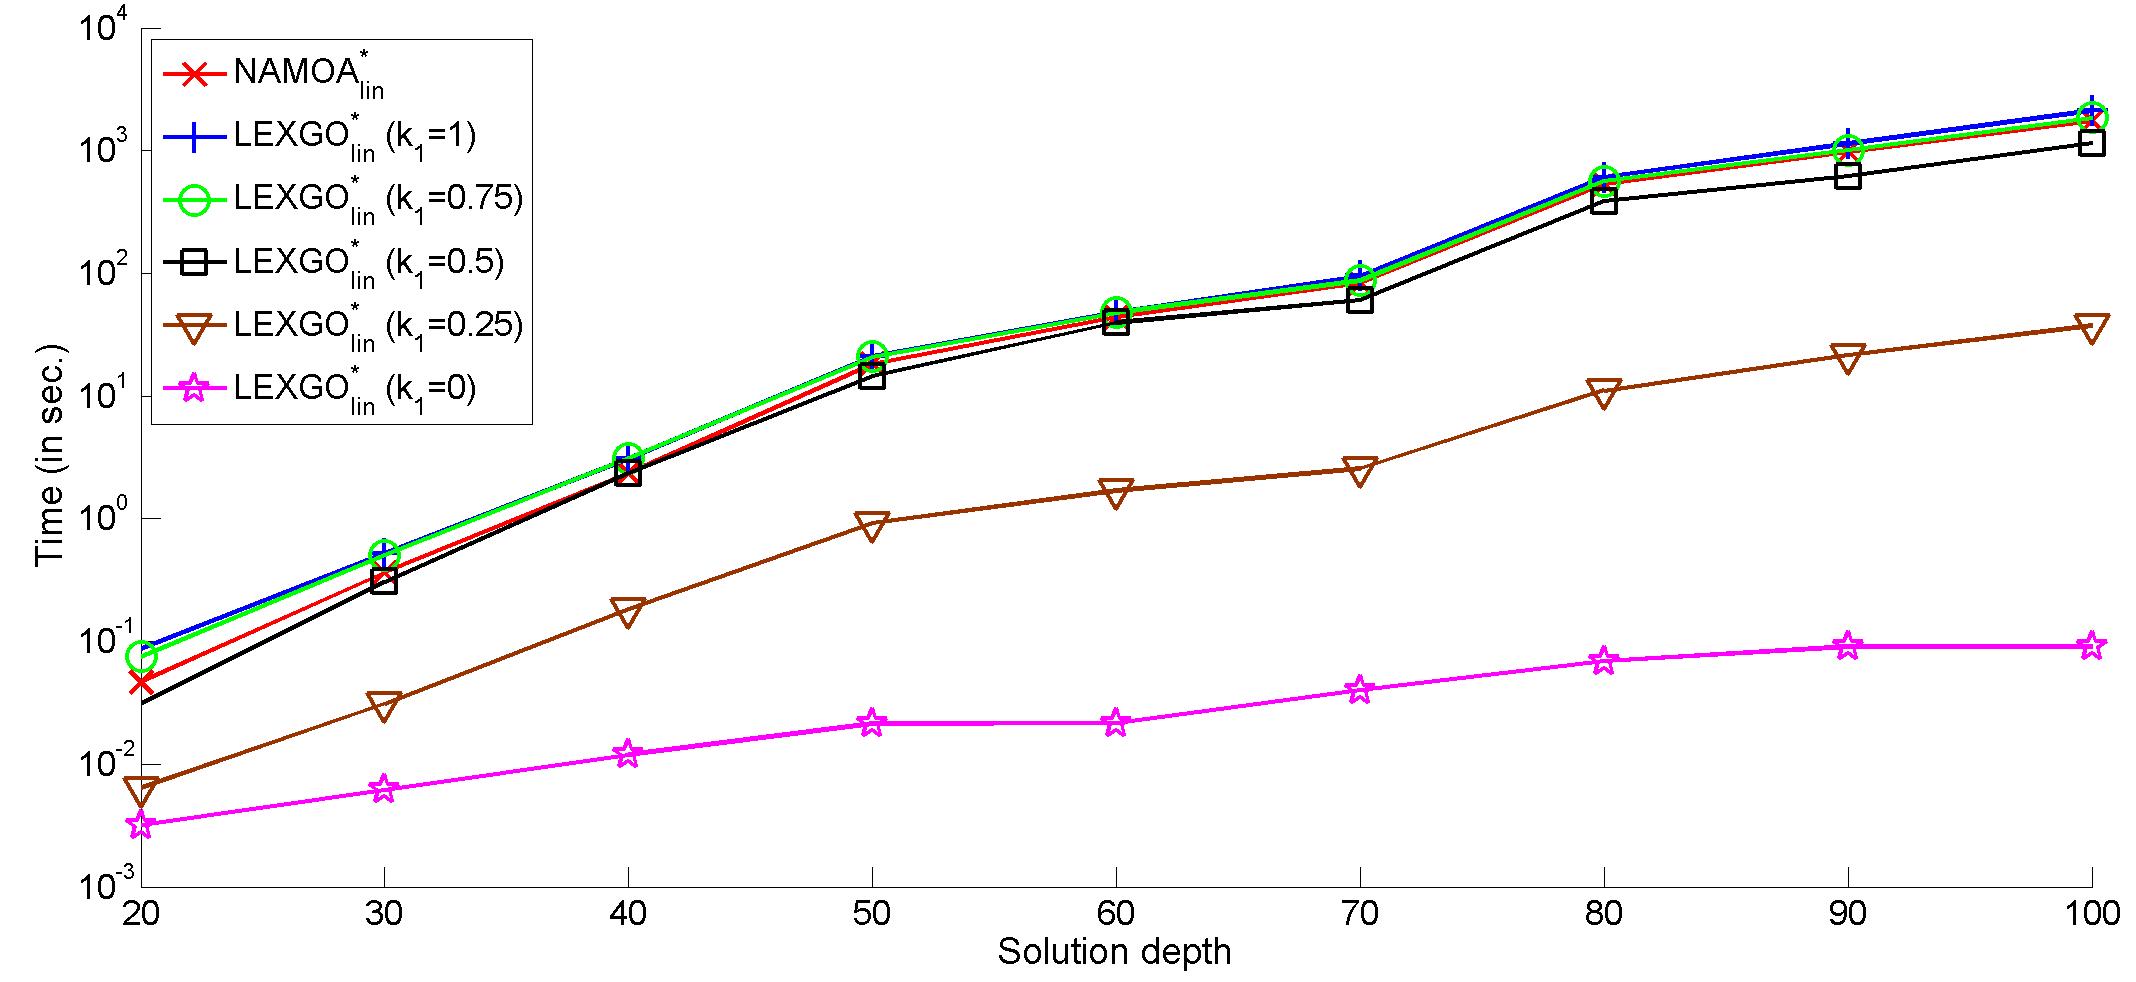 10^4
10^3
10^2
10^1
10^0
10^-1
10^-2
10^-3
NAMOA*lin
LEXGO*lin (k1=1)
LEXGO*lin (k1=0.75)
LEXGO*lin (k1=0.5)
LEXGO*lin (k1=0.25)
LEXGO*lin (k1=0)
Time (in sec.)
20 30 40 50 60 70 80 90 100
Solution depth